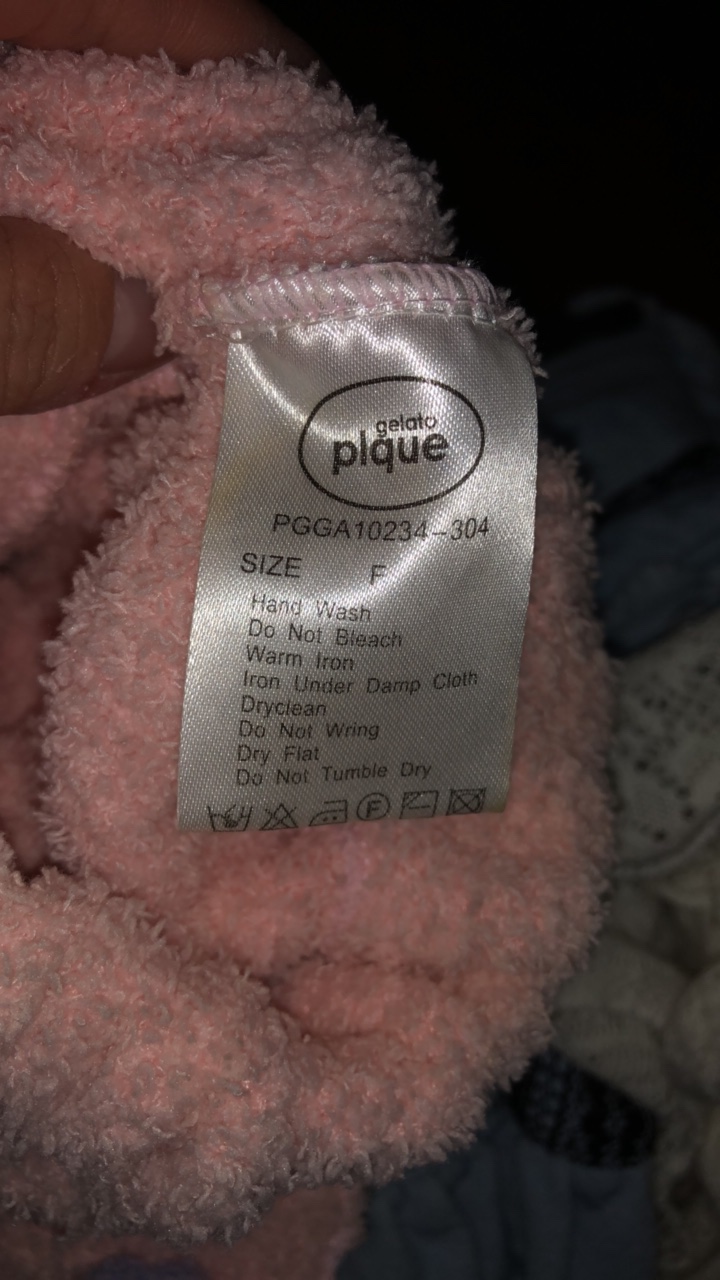 gelato
pique
PGGA10234-304
SIZE F
Hand Wash
Do Not Bleach
Warm Iron
Iron Under Damp Cloth
Dryclean
Do Not Wring
Dry Flat
Do Not Tumble Dry
F